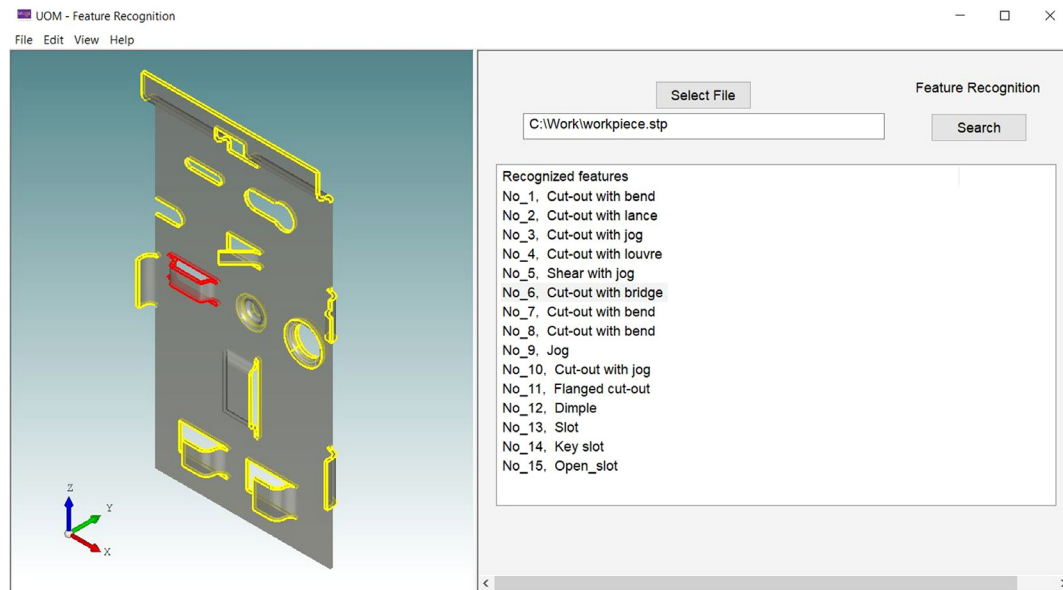 UOM - Feature Recognition
File Edit View Help
Select File
Feature Recognition
C:\Work\workpiece.stp
Search
Recognized features
No_1, Cut-out with bend
No_2, Cut-out with lance
No_3, Cut-out with jog
No_4, Cut-out with louvre
No_5, Shear with jog
No_6, Cut-out with bridge
No_7, Cut-out with bend
No_8, Cut-out with bend
No_9, Jog
No_10, Cut-out with jog
No_11, Flanged cut-out
No_12, Dimple
No_13, Slot
No_14, Key slot
No_15, Open_slot
Z
Y
X